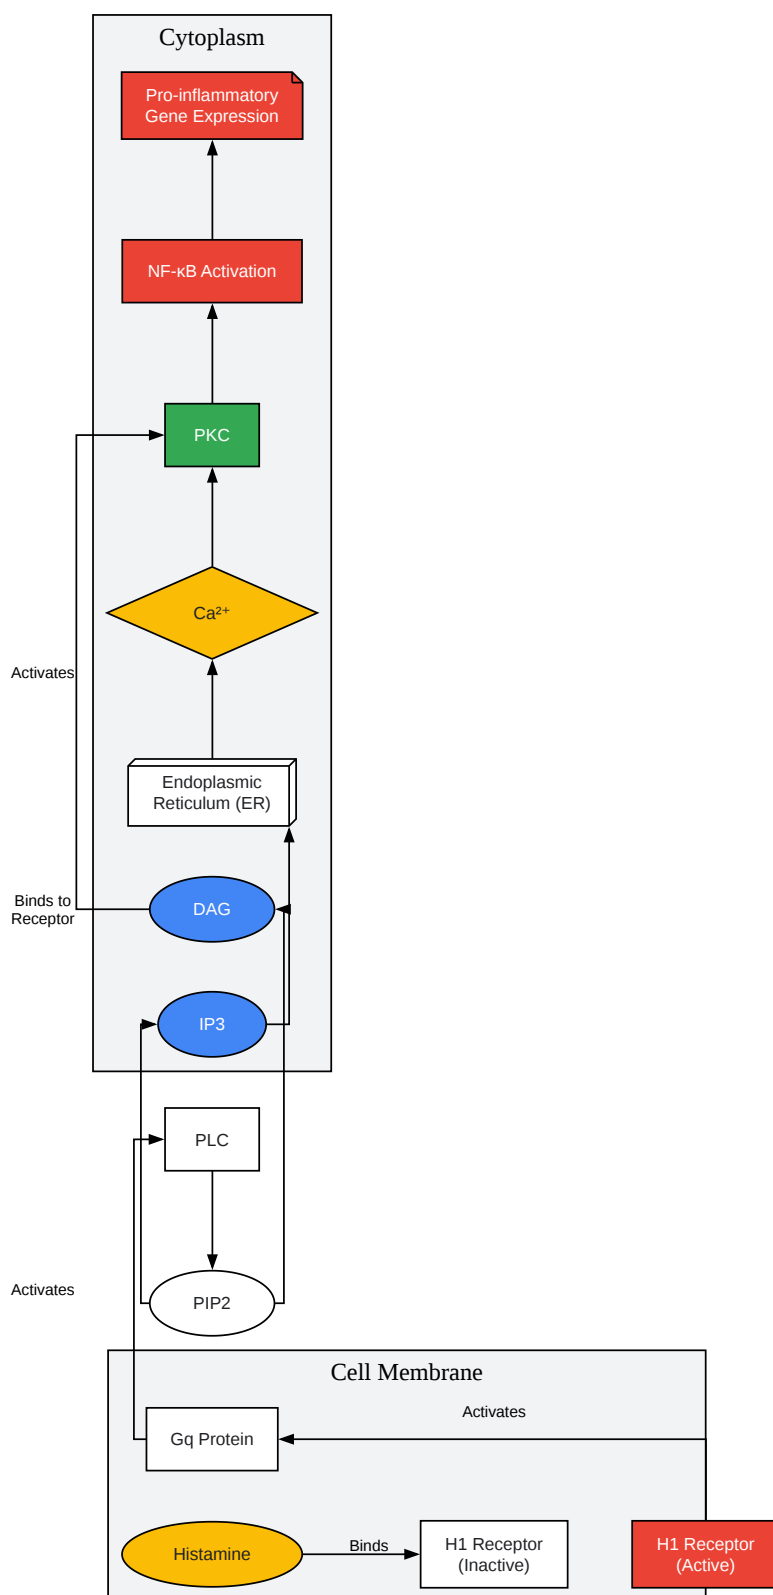 Cytoplasm
Pro-inflammatory
Gene Expression
NF-κB Activation
PKC
Ca²⁺
Activates
Endoplasmic
Reticulum (ER)
Binds to
Receptor
DAG
IP3
PLC
Activates
PIP2
Cell Membrane
Activates
Gq Protein
Histamine
Binds
H1 Receptor
(Inactive)
H1 Receptor
(Active)